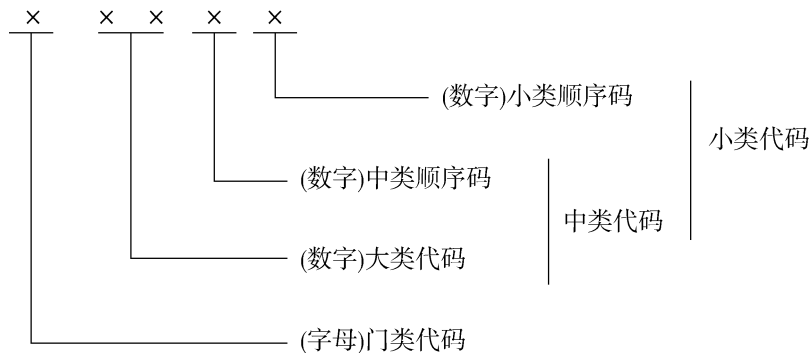 × × × × ×
(数字)小类顺序码
小类代码
(数字)中类顺序码
中类代码
(数字)大类代码
(字母)门类代码